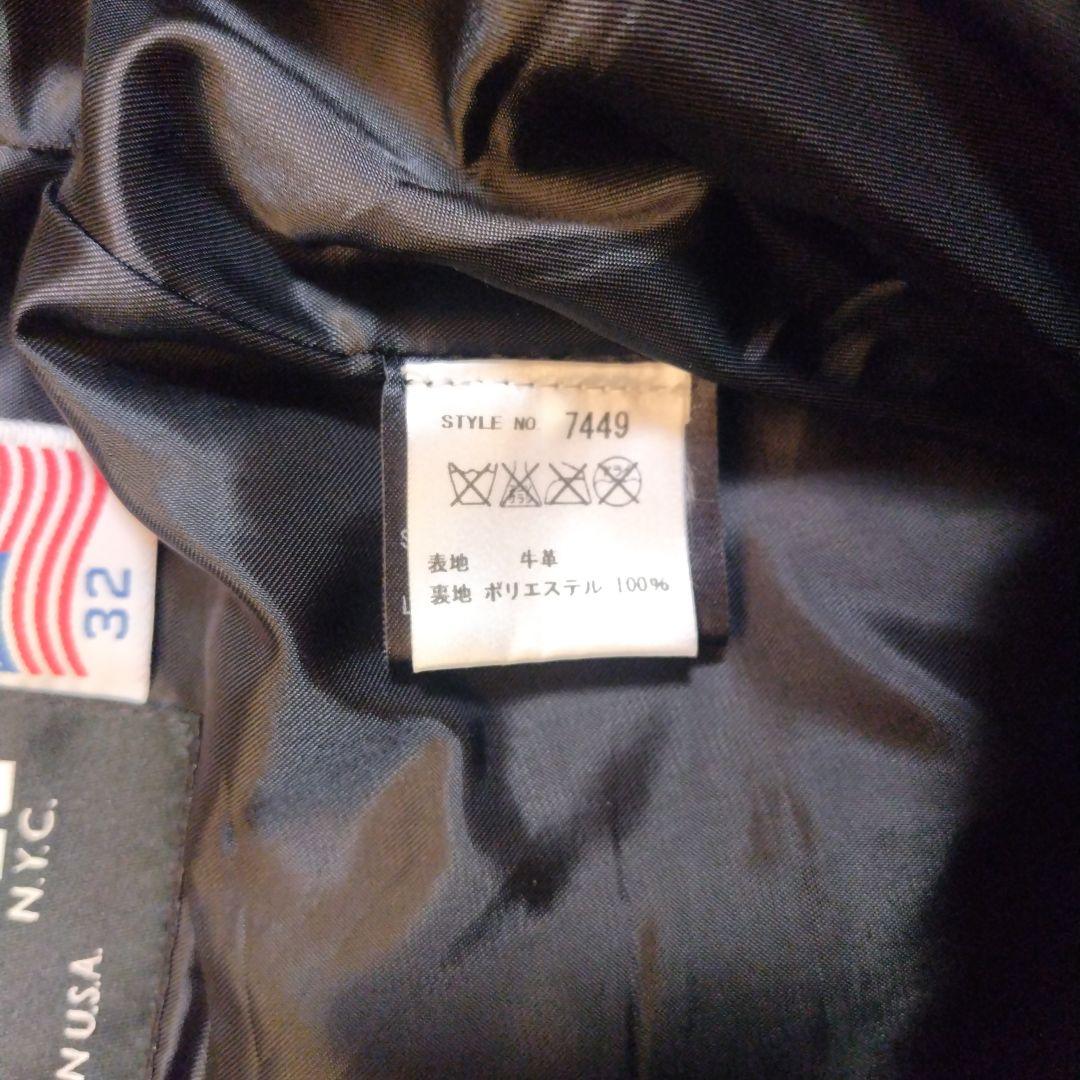 STYLE NO 7449
表地 牛革
裏地 ポリエステル 100%
32
N.Y.C.
N U.S.A.